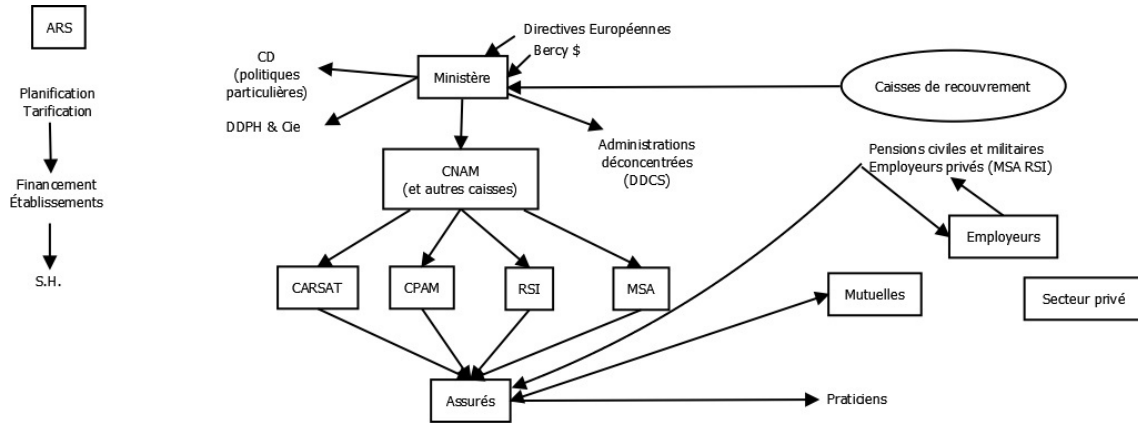 ARS
Planification
Tarification
Financement
Établissements
S.H.
Directives Européennes
Bercy $
CD
(politiques
particulières)
Ministère
Caisses de recouvrement
DDPH & Cie
Administrations
déconcentrées
(DDCS)
Pensions civiles et militaires
Employeurs privés (MSA RSI)
CNAM
(et autres caisses)
Employeurs
CARSAT
CPAM
RSI
MSA
Mutuelles
Secteur privé
Assurés
Praticiens